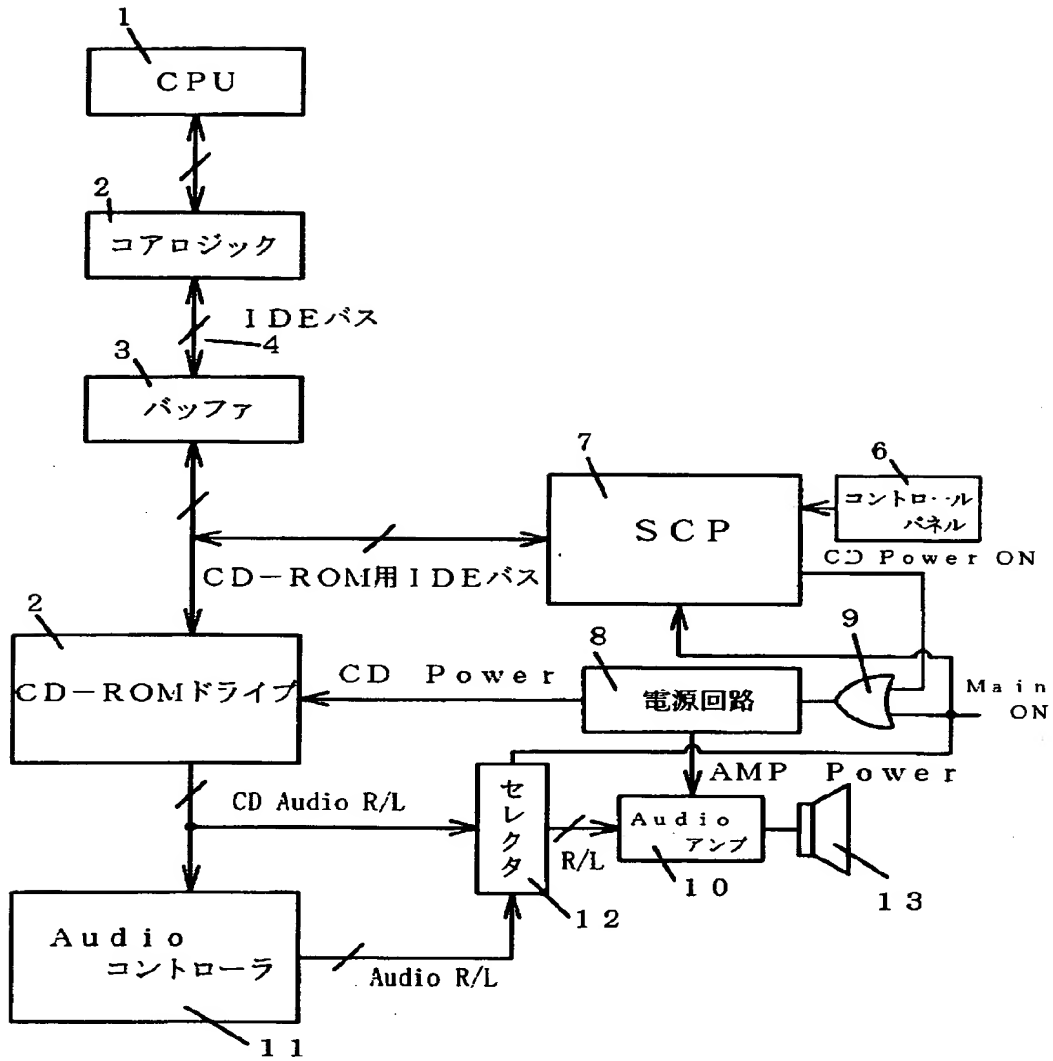 1
CPU
2
コアロジック
IDEバス
4
3
バッファ
7
SCP
6
コントロール
パネル
CD Power ON
CD-ROM用IDEバス
2
CD-ROMドライブ
CD Power
8
電源回路
9
Main
ON
AMP Power
セレクタ
CD Audio R/L
R/L
Audio
アンプ
10
12
13
Audio
コントローラ
Audio R/L
11